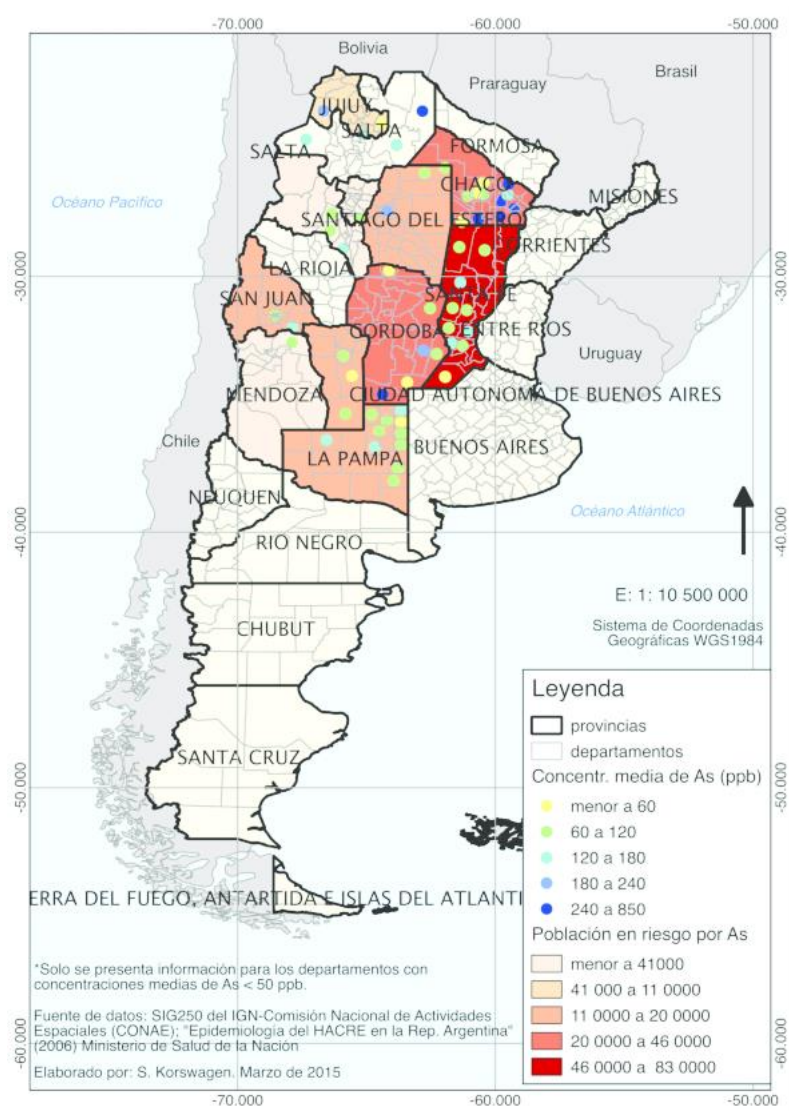 -70.000
-60.000
-50.000
Bolivia
Praraguay
Brasil
JUJUY
SALTA
SALTA
FORMOSA
CHACO
MISIONES
Océano Pacífico
SANTIAGO DEL ESTERO
ORRIENTES
-30.000
-30.000
LA RIOJA
SAN JUAN
CORDOBA
ENTRE RIOS
Uruguay
MENDOZA
CIUDAD AUTONOMA DE BUENOS AIRES
Chile
LA PAMPA
BUENOS AIRES
NEUQUEN
Océano Atlántico
-40.000
-40.000
RIO NEGRO
E: 1: 10 500 000
CHUBUT
Sistema de Coordenadas
Geográficas WGS1984
SANTA CRUZ
-50.000
-50.000
ERRA DEL FUEGO, ANTARTIDA E ISLAS DEL ATLANTI
Leyenda
provincias
departamentos
Concentr. media de As (ppb)
menor a 60
60 a 120
120 a 180
180 a 240
240 a 850
Población en riesgo por As
menor a 41000
41 000 a 11 0000
11 0000 a 20 0000
20 0000 a 46 0000
46 0000 a 83 0000
*Solo se presenta información para los departamentos con
concentraciones medias de As < 50 ppb.
Fuente de datos: SIG250 del IGN-Comisión Nacional de Actividades
Espaciales (CONAE); "Epidemiología del HACRE en la Rep. Argentina"
(2006) Ministerio de Salud de la Nación
Elaborado por: S. Korswagen. Marzo de 2015
-60.000
-60.000
-70.000
-60.000
-50.000